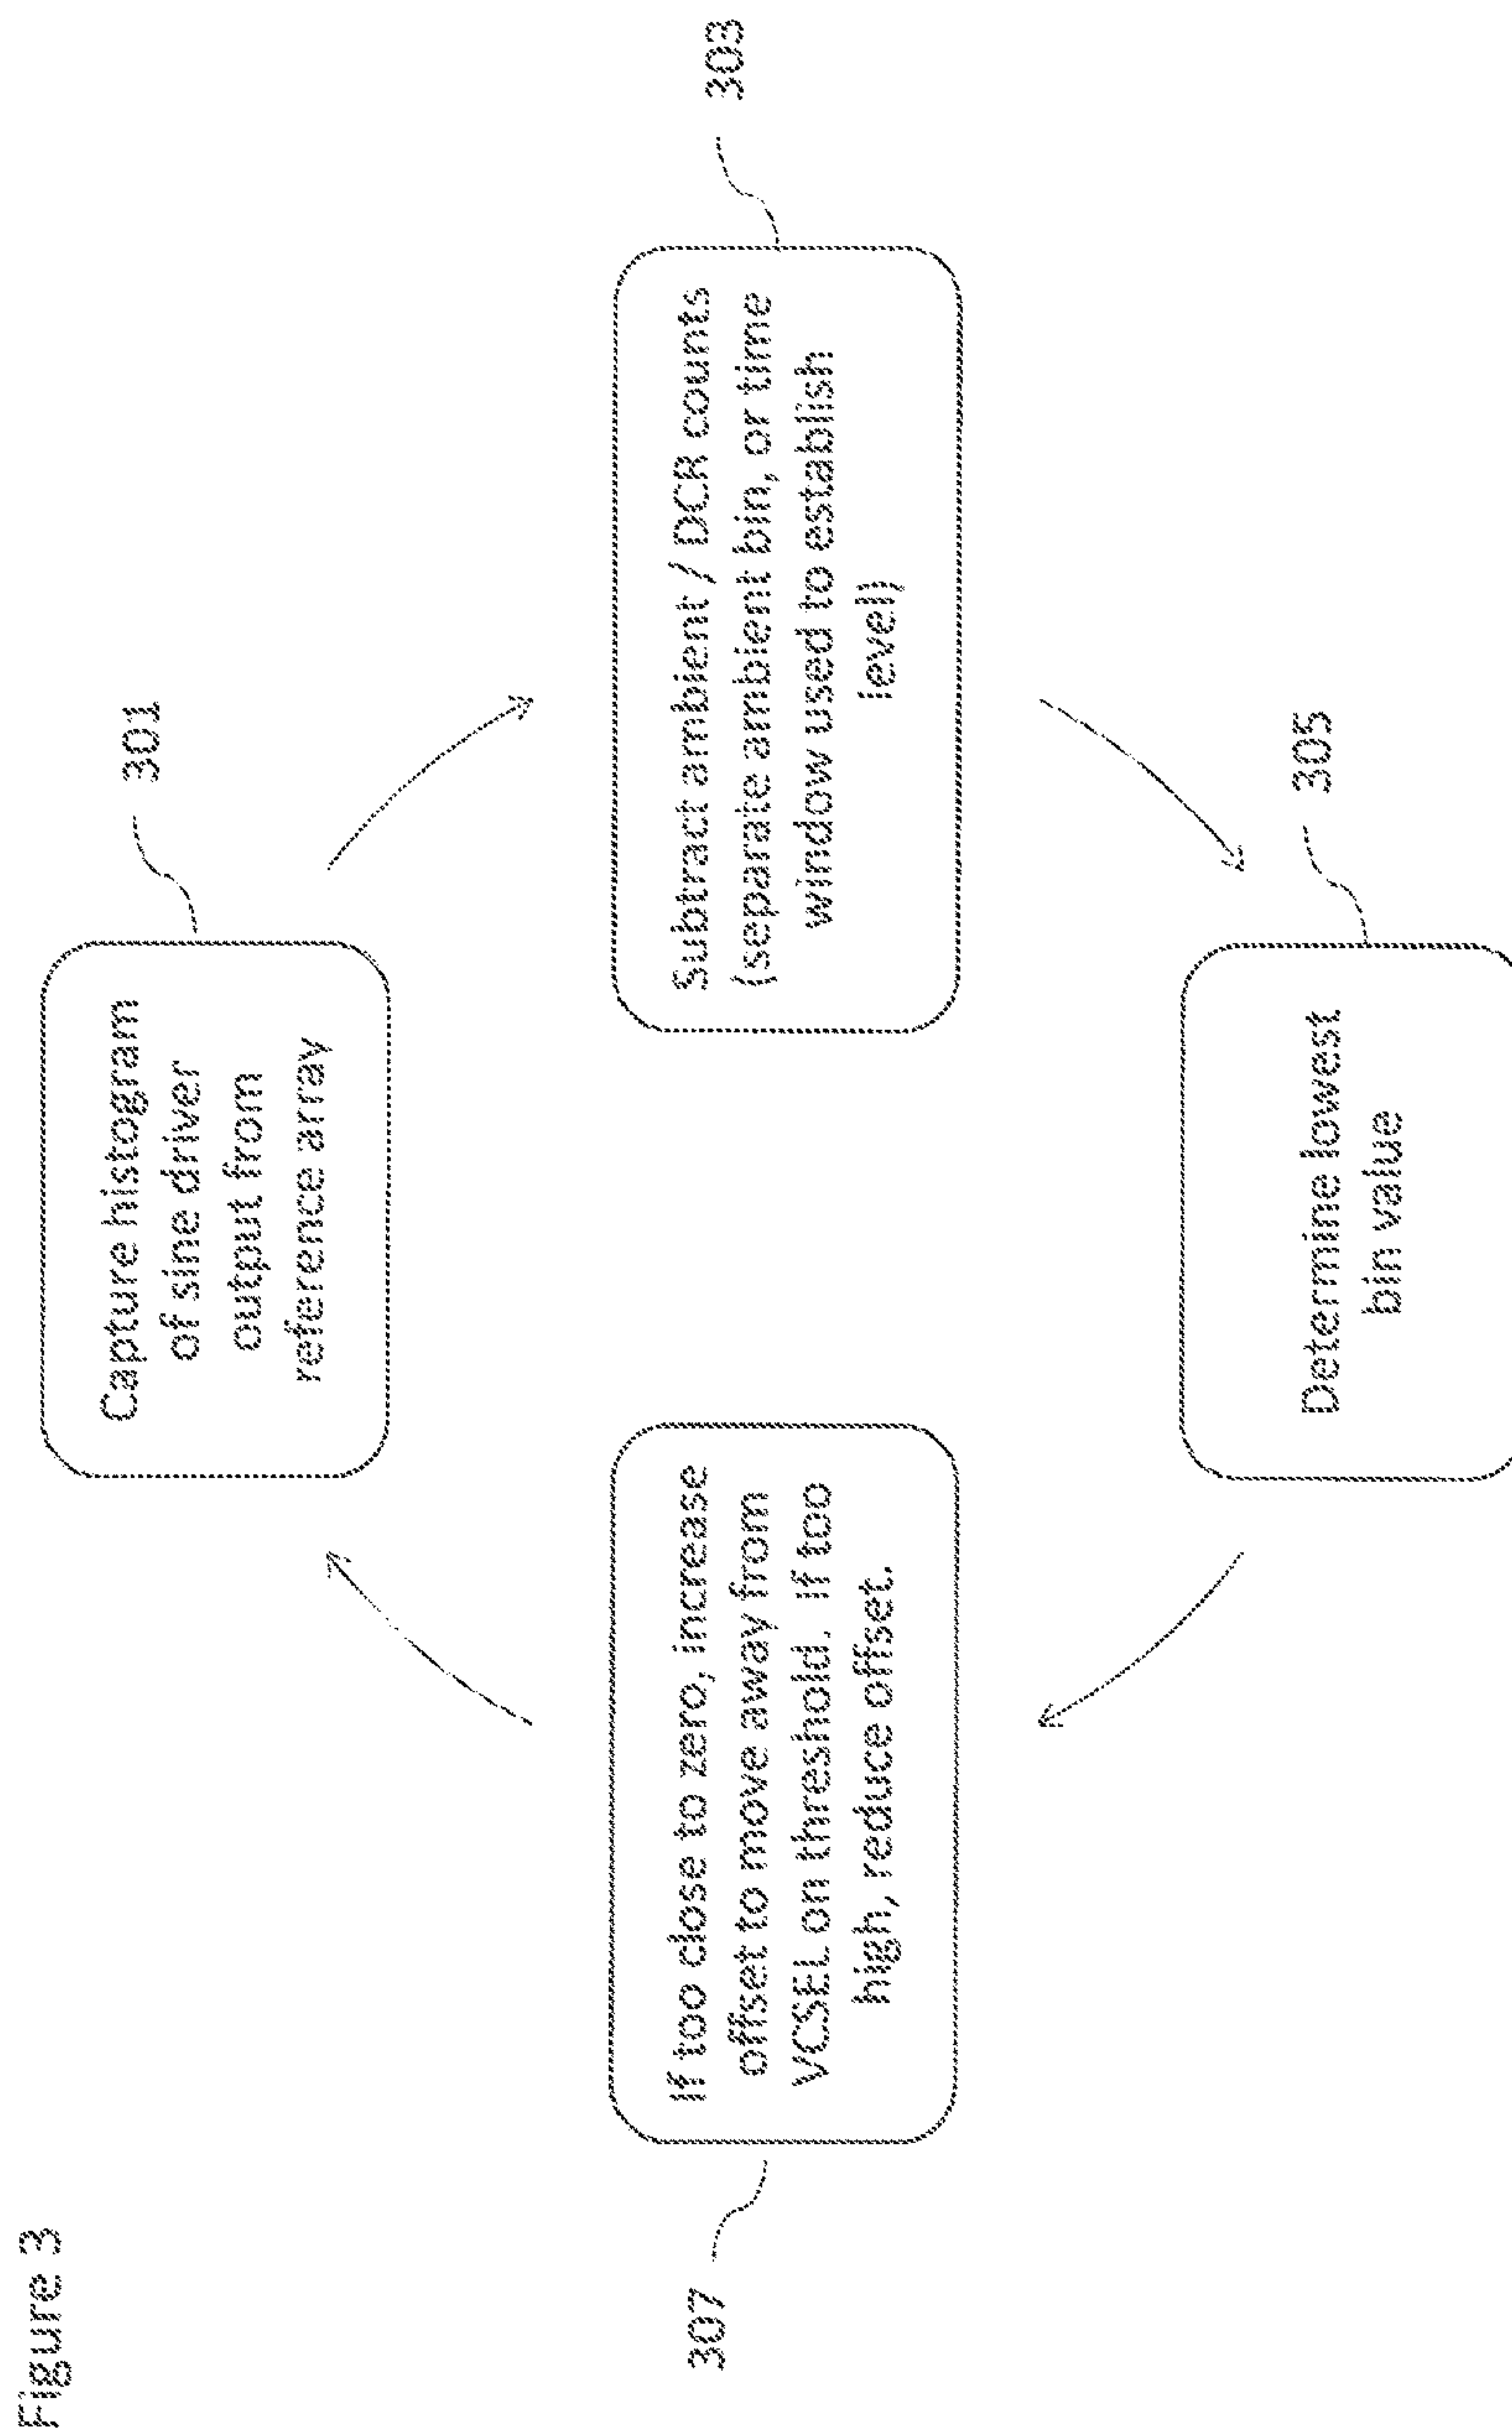 Figure 3
301
Capture histogram
of sine driver
output from
reference array
303
Subtract ambient / DCR counts
(separate ambient bin, or time
window used to establish
level)
305
Determine lowest
bin value
307
If too close to zero, increase
offset to move away from
VCSEL on threshold. If too
high, reduce offset.